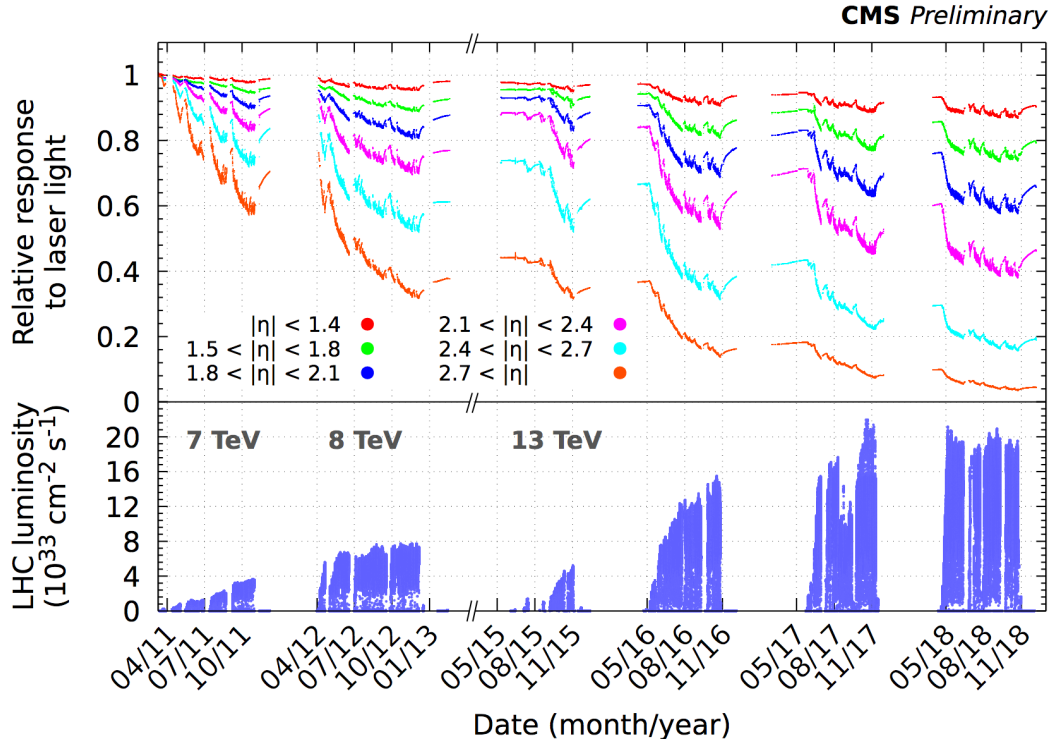 CMS Preliminary
Relative response
to laser light
1
0.8
0.6
0.4
0.2
0
|η| < 1.4
1.5 < |η| < 1.8
1.8 < |η| < 2.1
2.1 < |η| < 2.4
2.4 < |η| < 2.7
2.7 < |η|
LHC luminosity
(10³³ cm⁻² s⁻¹)
20
16
12
8
4
0
7 TeV
8 TeV
13 TeV
04/11
07/11
10/11
04/12
07/12
10/12
01/13
05/15
08/15
11/15
05/16
08/16
11/16
05/17
08/17
11/17
05/18
08/18
11/18
Date (month/year)